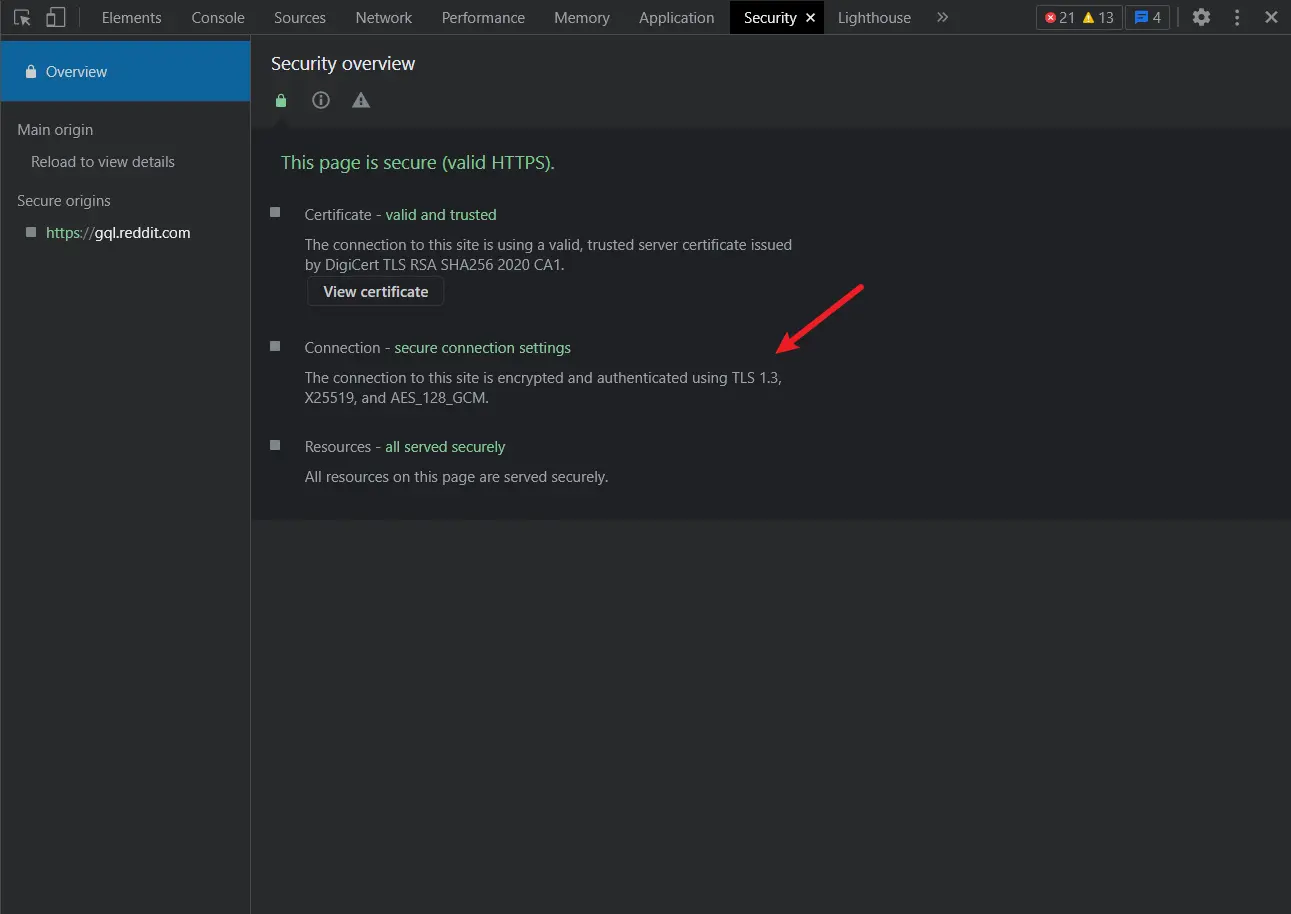 Elements Console Sources Network Performance Memory Application Security Lighthouse 21 13 4
Overview
Main origin
Reload to view details
Secure origins
https://gql.reddit.com
Security overview
This page is secure (valid HTTPS).
Certificate - valid and trusted
The connection to this site is using a valid, trusted server certificate issued
by DigiCert TLS RSA SHA256 2020 CA1.
View certificate
Connection - secure connection settings
The connection to this site is encrypted and authenticated using TLS 1.3,
X25519, and AES_128_GCM.
Resources - all served securely
All resources on this page are served securely.